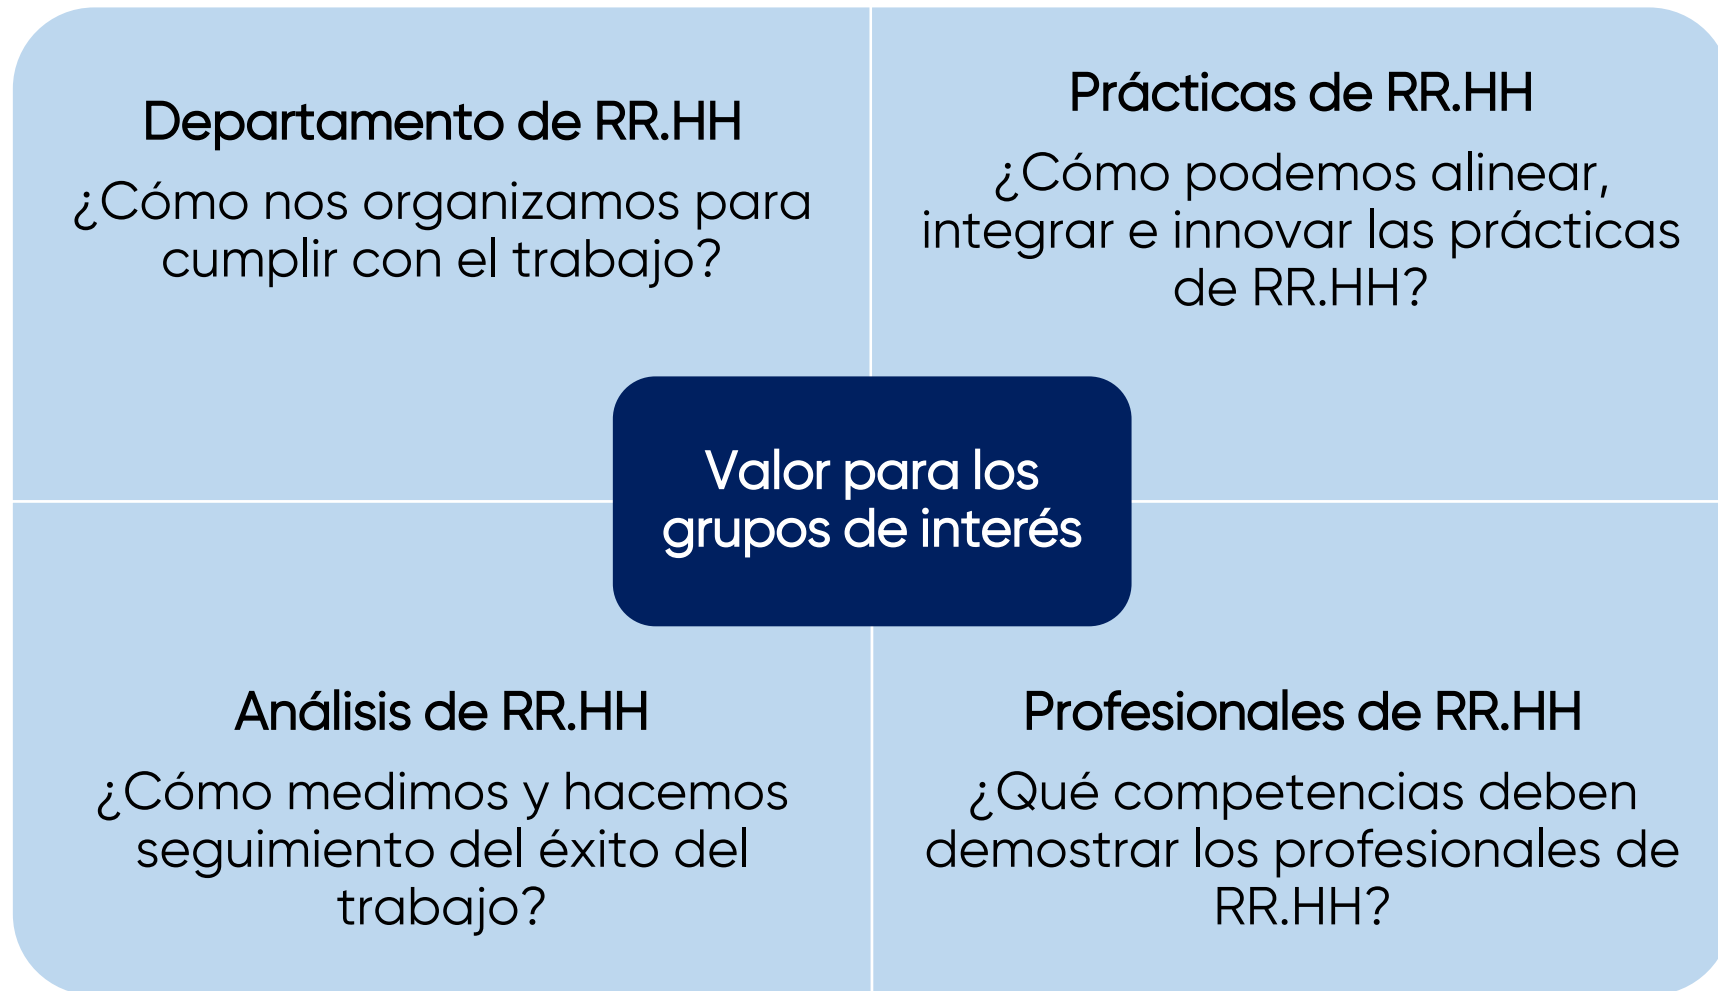 Departamento de RR.HH
¿Cómo nos organizamos para
cumplir con el trabajo?
Prácticas de RR.HH
¿Cómo podemos alinear,
integrar e innovar las prácticas
de RR.HH?
Valor para los
grupos de interés
Análisis de RR.HH
¿Cómo medimos y hacemos
seguimiento del éxito del
trabajo?
Profesionales de RR.HH
¿Qué competencias deben
demostrar los profesionales de
RR.HH?